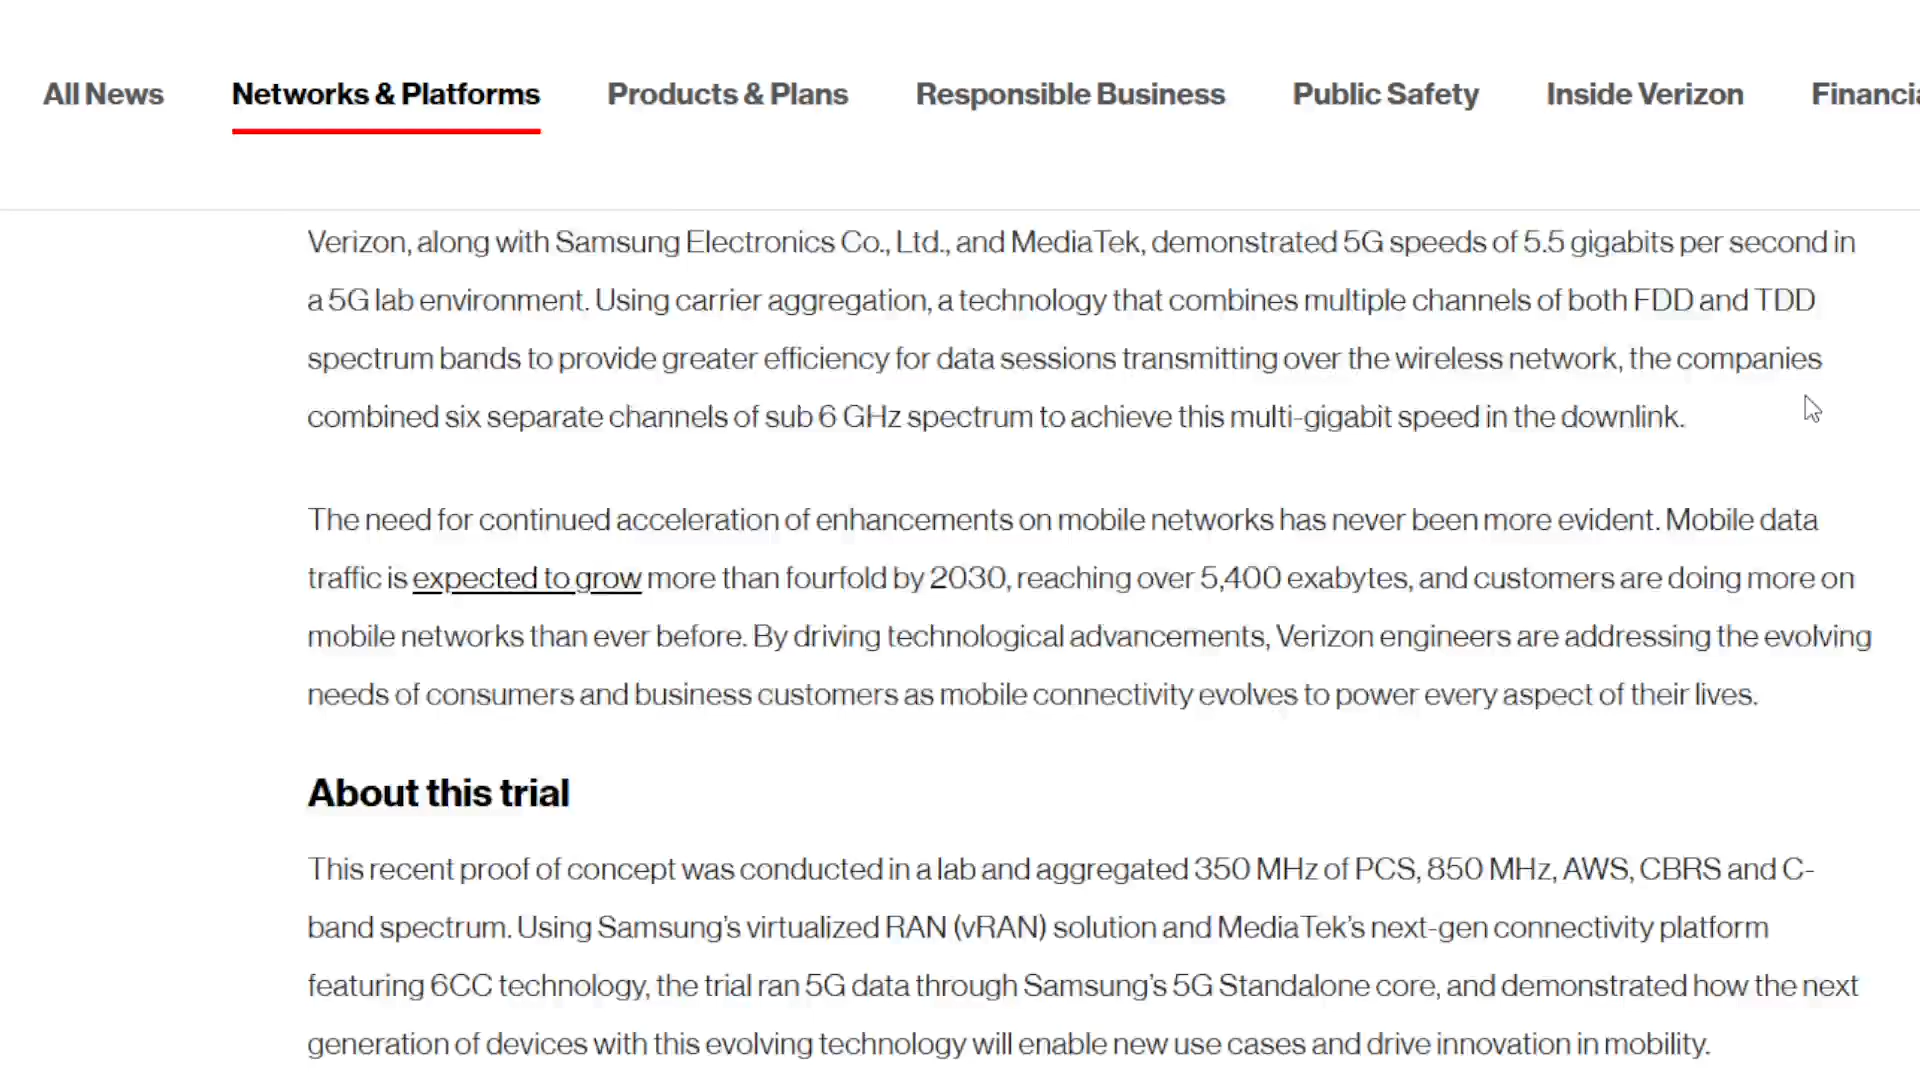 All News Networks & Platforms Products & Plans Responsible Business Public Safety Inside Verizon Financia
Verizon, along with Samsung Electronics Co., Ltd., and MediaTek, demonstrated 5G speeds of 5.5 gigabits per second in
a 5G lab environment. Using carrier aggregation, a technology that combines multiple channels of both FDD and TDD
spectrum bands to provide greater efficiency for data sessions transmitting over the wireless network, the companies
combined six separate channels of sub 6 GHz spectrum to achieve this multi-gigabit speed in the downlink.
The need for continued acceleration of enhancements on mobile networks has never been more evident. Mobile data
traffic is expected to grow more than fourfold by 2030, reaching over 5,400 exabytes, and customers are doing more on
mobile networks than ever before. By driving technological advancements, Verizon engineers are addressing the evolving
needs of consumers and business customers as mobile connectivity evolves to power every aspect of their lives.
About this trial
This recent proof of concept was conducted in a lab and aggregated 350 MHz of PCS, 850 MHz, AWS, CBRS and C-
band spectrum. Using Samsung’s virtualized RAN (vRAN) solution and MediaTek’s next-gen connectivity platform
featuring 6CC technology, the trial ran 5G data through Samsung’s 5G Standalone core, and demonstrated how the next
generation of devices with this evolving technology will enable new use cases and drive innovation in mobility.